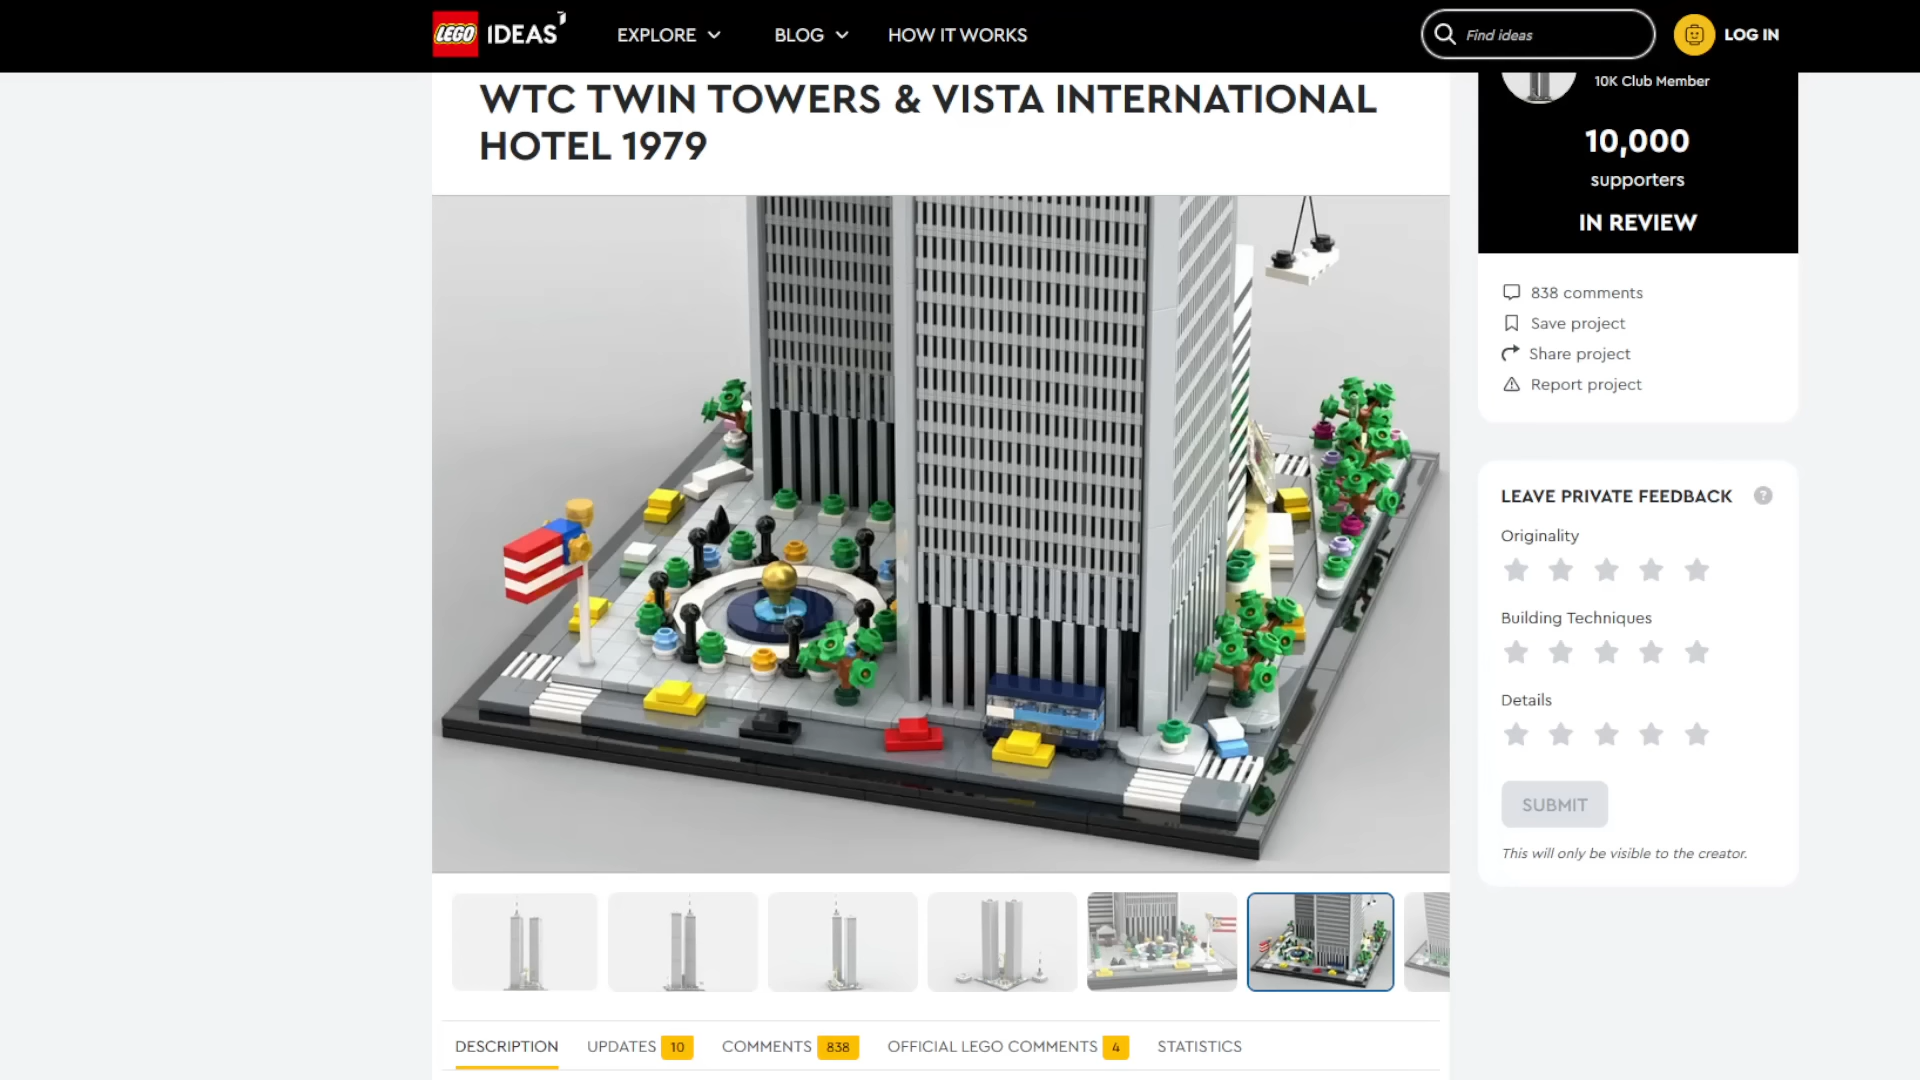 LEGO IDEAS
EXPLORE
BLOG
HOW IT WORKS
Find ideas
LOG IN
WTC TWIN TOWERS & VISTA INTERNATIONAL
HOTEL 1979
10K Club Member
10,000
supporters
IN REVIEW
838 comments
Save project
Share project
Report project
LEAVE PRIVATE FEEDBACK ?
Originality
Building Techniques
Details
SUBMIT
This will only be visible to the creator.
DESCRIPTION
UPDATES 10
COMMENTS 838
OFFICIAL LEGO COMMENTS 4
STATISTICS